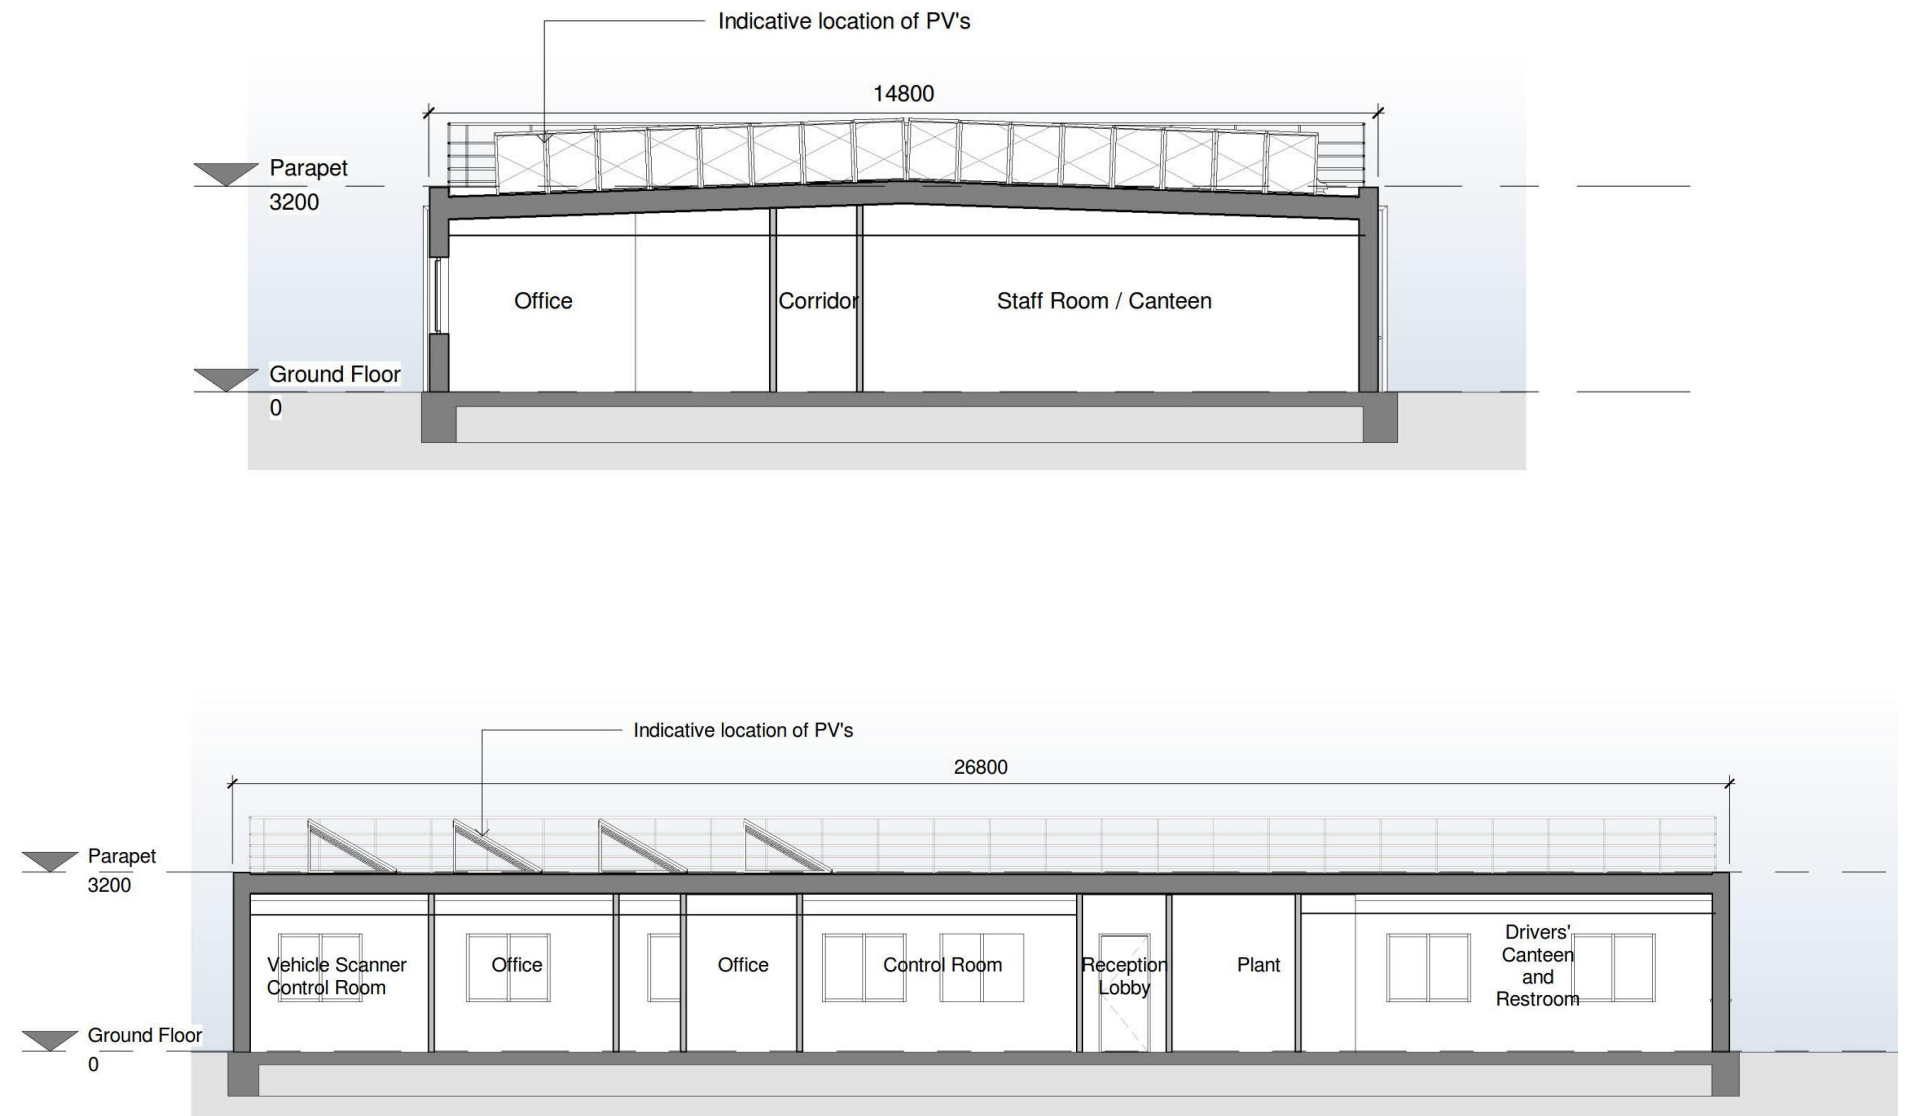 Indicative location of PV's
14800
Parapet
3200
Office
Corridor
Staff Room / Canteen
Ground Floor
0
Indicative location of PV's
26800
Parapet
3200
Vehicle Scanner
Control Room
Office
Office
Control Room
Reception
Lobby
Plant
Drivers'
Canteen
and
Restroom
Ground Floor
0